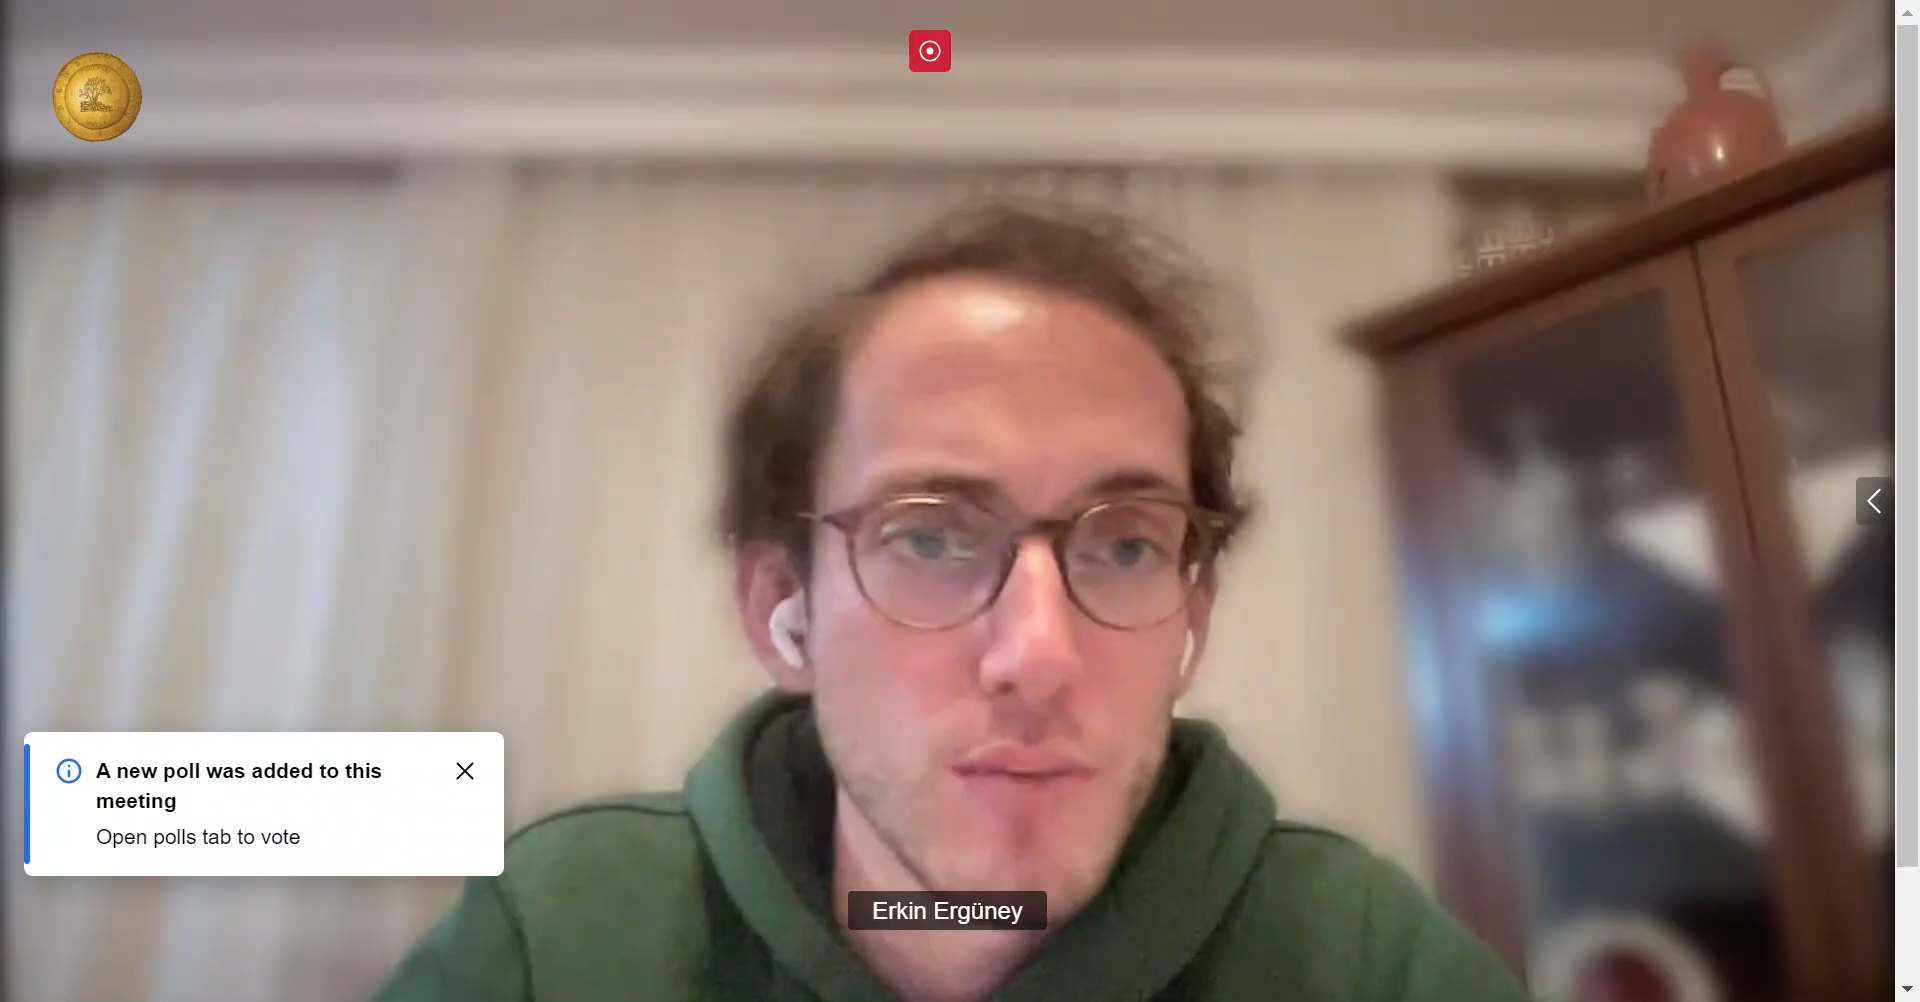 A new poll was added to this
meeting
Open polls tab to vote
Erkin Ergüney